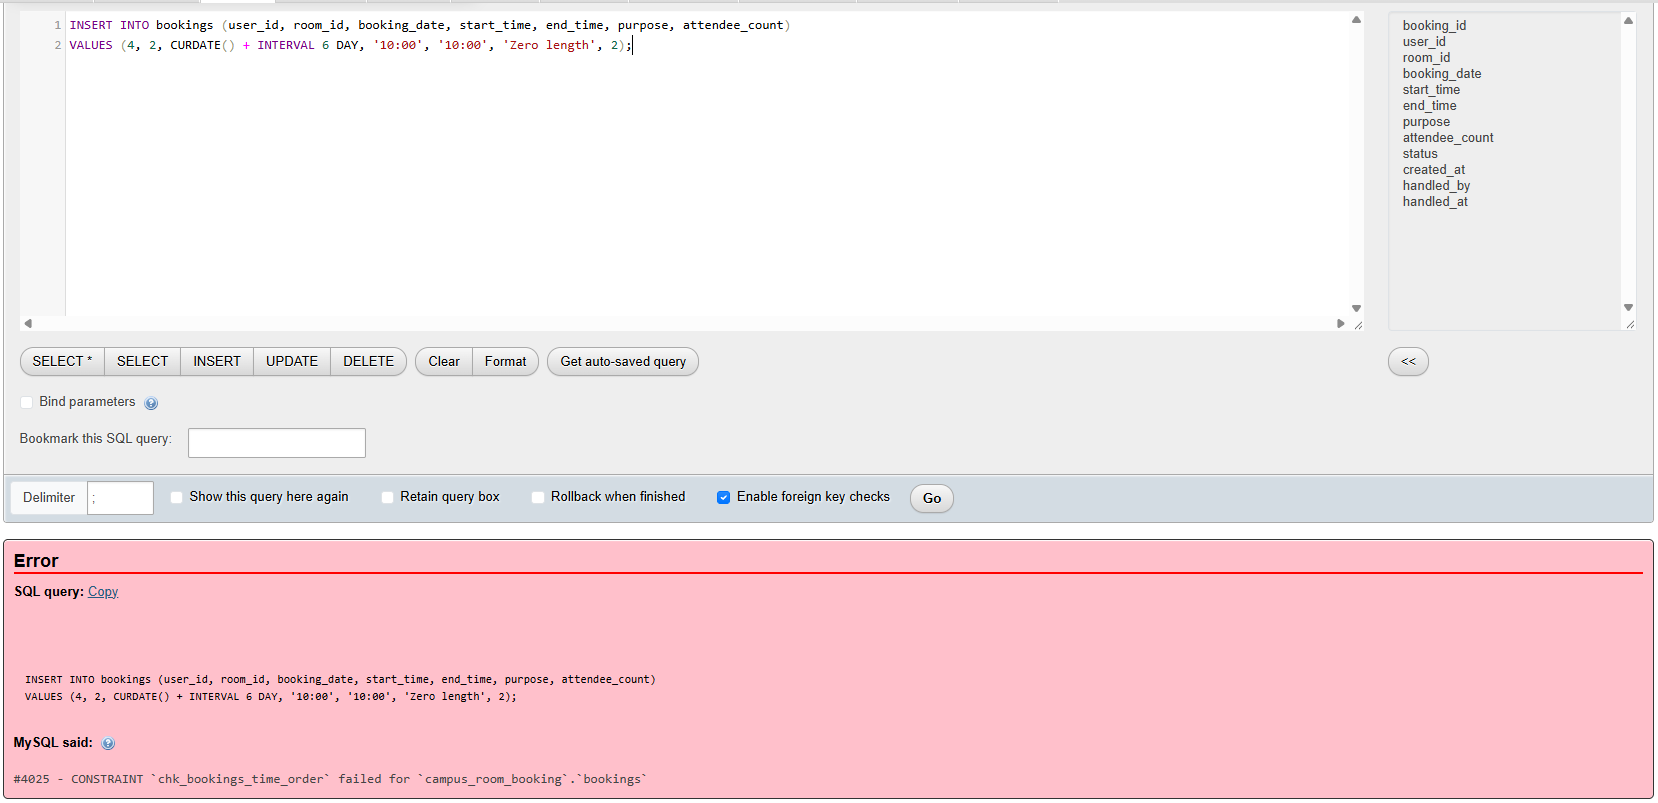 1 INSERT INTO bookings (user_id, room_id, booking_date, start_time, end_time, purpose, attendee_count)
2 VALUES (4, 2, CURDATE() + INTERVAL 6 DAY, '10:00', '10:00', 'Zero length', 2);
booking_id
user_id
room_id
booking_date
start_time
end_time
purpose
attendee_count
status
created_at
handled_by
handled_at
SELECT * SELECT INSERT UPDATE DELETE Clear Format Get auto-saved query <<
Bind parameters
Bookmark this SQL query:
Delimiter ; Show this query here again Retain query box Rollback when finished Enable foreign key checks Go
Error
SQL query: Copy
INSERT INTO bookings (user_id, room_id, booking_date, start_time, end_time, purpose, attendee_count)
VALUES (4, 2, CURDATE() + INTERVAL 6 DAY, '10:00', '10:00', 'Zero length', 2);
MySQL said:
#4025 - CONSTRAINT `chk_bookings_time_order` failed for `campus_room_booking`.`bookings`